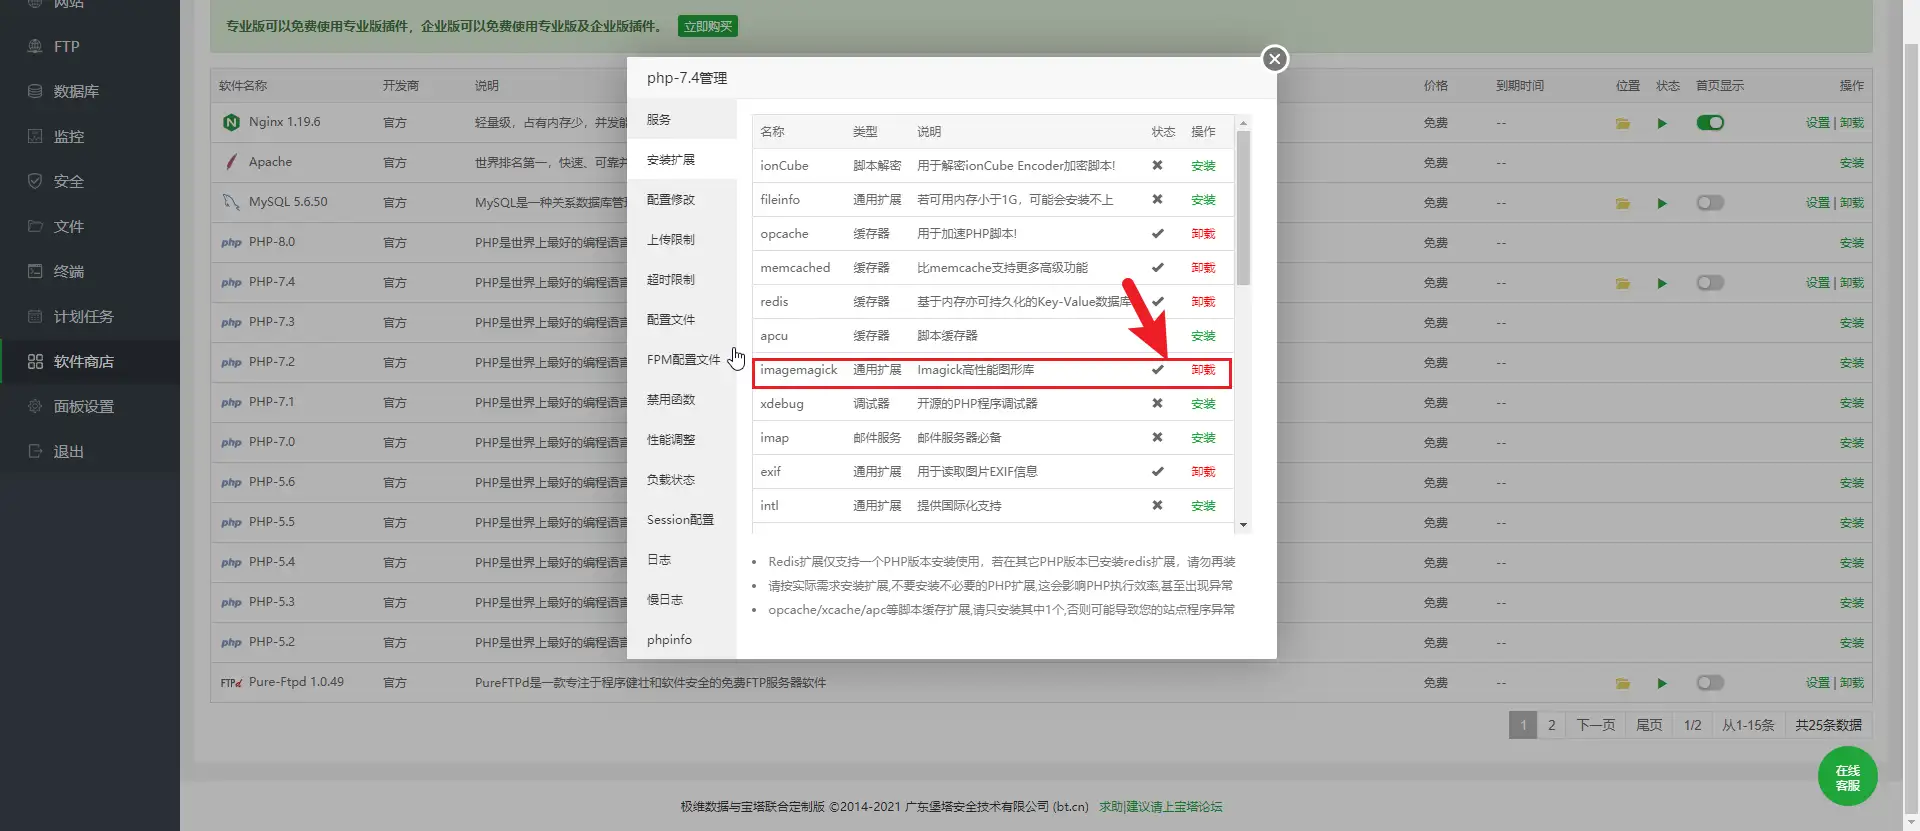 网站
FTP
数据库
监控
安全
文件
终端
计划任务
软件商店
面板设置
退出
专业版可以免费使用专业版插件，企业版可以免费使用专业版及企业版插件。 立即购买
软件名称 开发商 说明 价格 到期时间 位置 状态 首页显示 操作
Nginx 1.19.6 官方 轻量级，占有内存少，并发能 免费 -- 设置 | 卸载
Apache 官方 世界排名第一，快速、可靠并 免费 -- 安装
MySQL 5.6.50 官方 MySQL是一种关系数据库管理 免费 -- 设置 | 卸载
php PHP-8.0 官方 PHP是世界上最好的编程语言 免费 -- 安装
php PHP-7.4 官方 PHP是世界上最好的编程语言 免费 -- 设置 | 卸载
php PHP-7.3 官方 PHP是世界上最好的编程语言 免费 -- 安装
php PHP-7.2 官方 PHP是世界上最好的编程语言 免费 -- 安装
php PHP-7.1 官方 PHP是世界上最好的编程语言 免费 -- 安装
php PHP-7.0 官方 PHP是世界上最好的编程语言 免费 -- 安装
php PHP-5.6 官方 PHP是世界上最好的编程语言 免费 -- 安装
php PHP-5.5 官方 PHP是世界上最好的编程语言 免费 -- 安装
php PHP-5.4 官方 PHP是世界上最好的编程语言 免费 -- 安装
php PHP-5.3 官方 PHP是世界上最好的编程语言 免费 -- 安装
php PHP-5.2 官方 PHP是世界上最好的编程语言 免费 -- 安装
FTPd Pure-Ftpd 1.0.49 官方 PureFTPd是一款专注于程序健壮和软件安全的免费FTP服务器软件 免费 -- 设置 | 卸载
1 2 下一页 尾页 1/2 从1-15条 共25条数据
php-7.4管理
服务
安装扩展
配置修改
上传限制
超时限制
配置文件
FPM配置文件
禁用函数
性能调整
负载状态
Session配置
日志
慢日志
phpinfo
名称 类型 说明 状态 操作
ionCube 脚本解密 用于解密ionCube Encoder加密脚本! 安装
fileinfo 通用扩展 若可用内存小于1G，可能会安装不上 安装
opcache 缓存器 用于加速PHP脚本! 卸载
memcached 缓存器 比memcache支持更多高级功能 卸载
redis 缓存器 基于内存亦可持久化的Key-Value数据库 卸载
apcu 缓存器 脚本缓存器 安装
imagemagick 通用扩展 Imagick高性能图形库 卸载
xdebug 调试器 开源的PHP程序调试器 安装
imap 邮件服务 邮件服务器必备 安装
exif 通用扩展 用于读取图片EXIF信息 卸载
intl 通用扩展 提供国际化支持 安装
Redis扩展仅支持一个PHP版本安装使用，若在其它PHP版本已安装redis扩展，请勿再装
请按实际需求安装扩展,不要安装不必要的PHP扩展,这会影响PHP执行效率,甚至出现异常
opcache/xcache/apc等脚本缓存扩展,请只安装其中1个,否则可能导致您的站点程序异常
在线
客服
极维数据与宝塔联合定制版 ©2014-2021 广东堡塔安全技术有限公司 (bt.cn) 求助|建议请上宝塔论坛